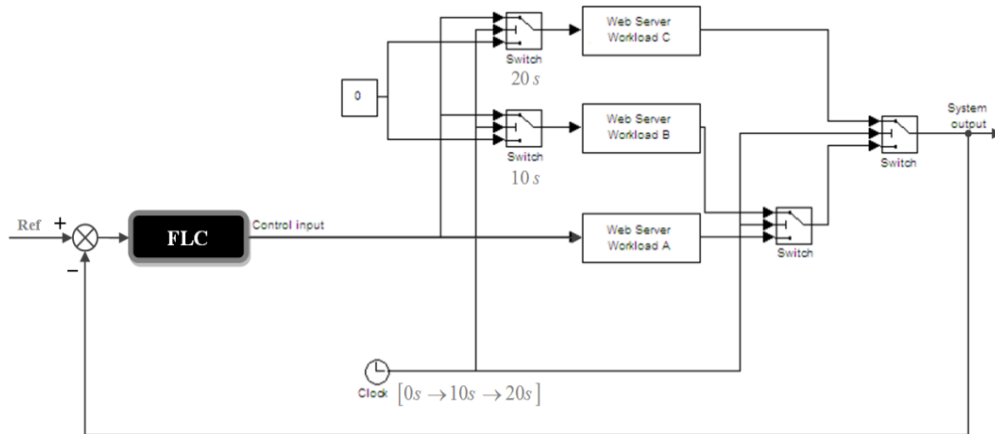 Web Server
Workload C
Switch
20 s
0
Web Server
Workload B
Switch
10 s
System
output
Switch
Ref
+
−
FLC
Control input
Web Server
Workload A
Switch
Clock
[0s →10s →20s]